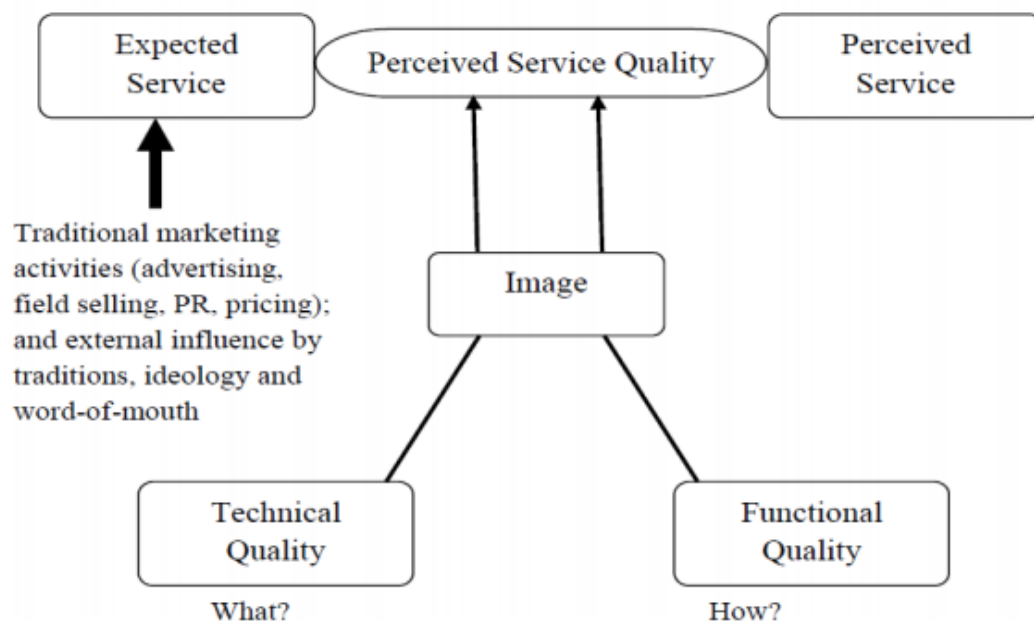 Expected
Service
Perceived Service Quality
Perceived
Service
Traditional marketing
activities (advertising,
field selling, PR, pricing);
and external influence by
traditions, ideology and
word-of-mouth
Image
Technical
Quality
Functional
Quality
What?
How?